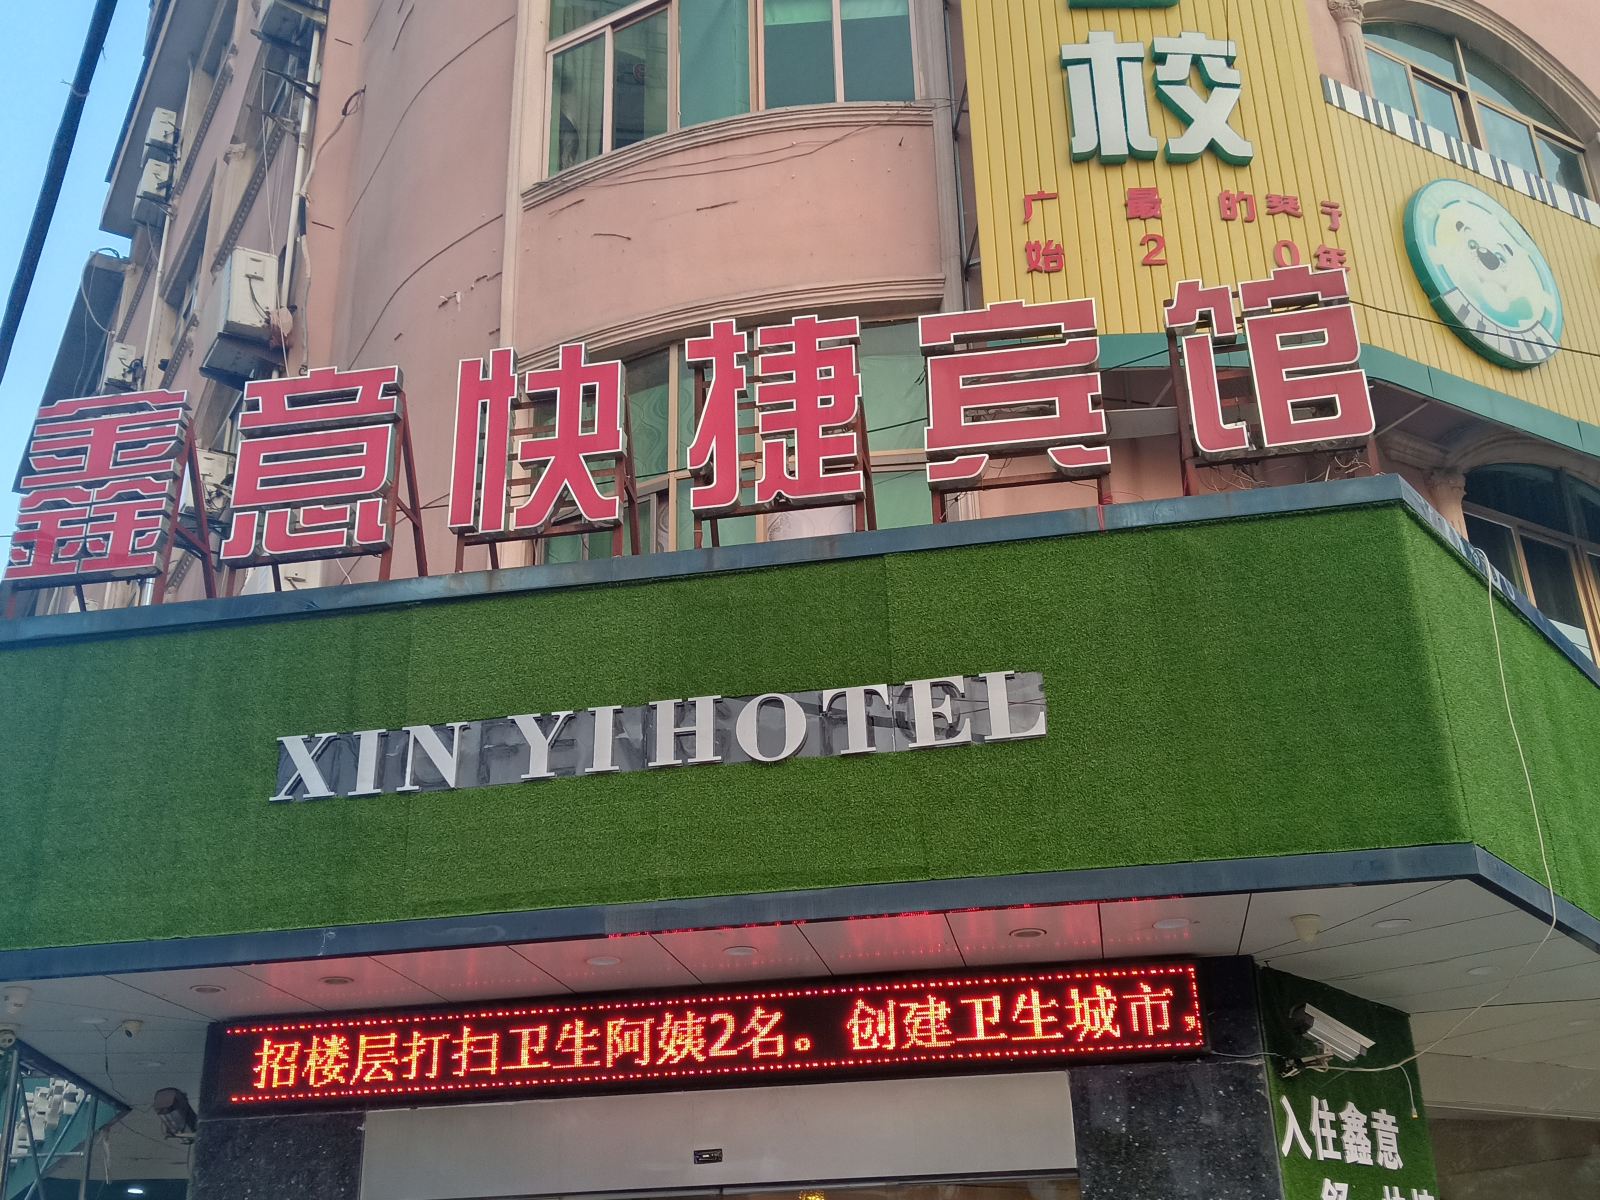 校
广 最 的琴行
始 2 0年
鑫意快捷宾馆
XIN YI HOTEL
招楼层打扫卫生阿姨2名。创建卫生城市,
入住鑫意